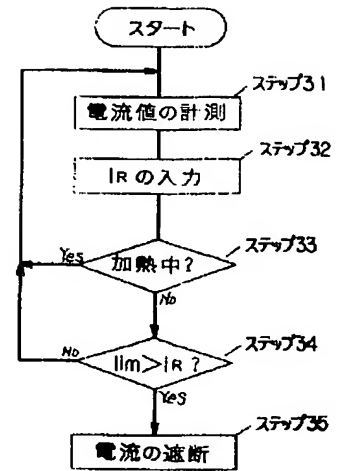 スタート
ステップ31
電流値の計測
ステップ32
IRの入力
ステップ33
加熱中?
Yes
No
ステップ34
Iim>IR?
No
Yes
ステップ35
電流の遮断